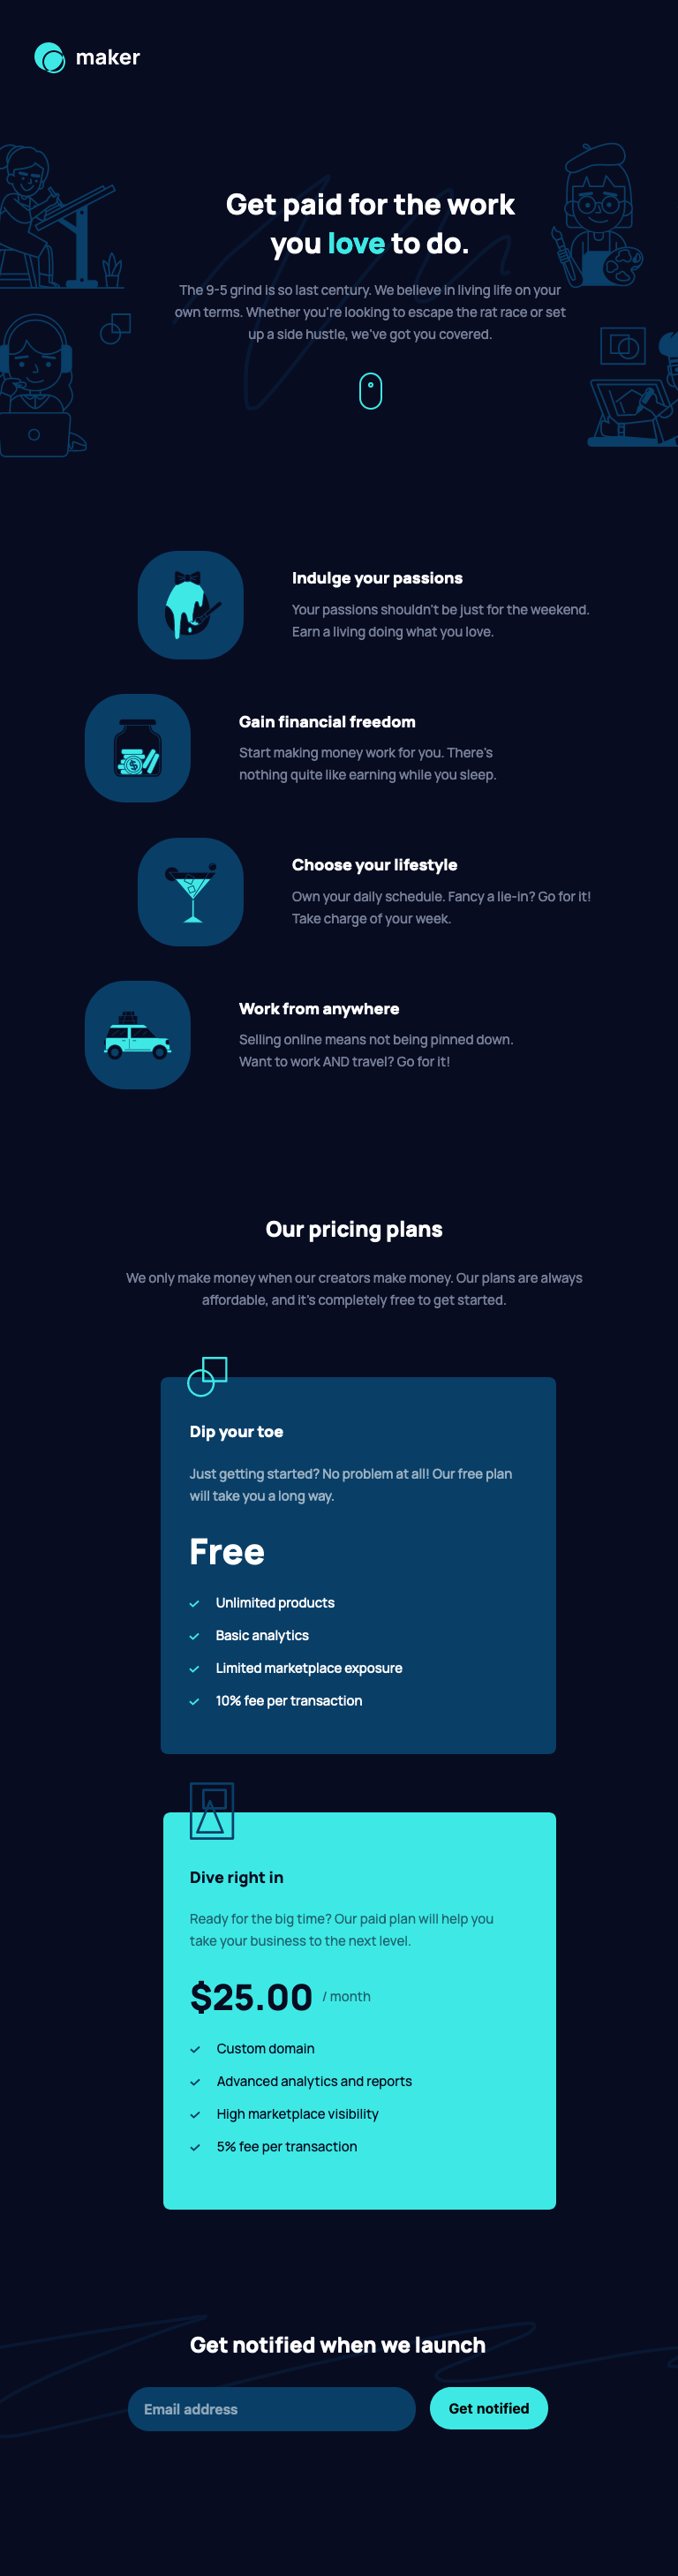 maker
Get paid for the work
you love to do.
The 9-5 grind is so last century. We believe in living life on your
own terms. Whether you're looking to escape the rat race or set
up a side hustle, we've got you covered.
Indulge your passions
Your passions shouldn't be just for the weekend.
Earn a living doing what you love.
Gain financial freedom
Start making money work for you. There's
nothing quite like earning while you sleep.
Choose your lifestyle
Own your daily schedule. Fancy a lie-in? Go for it!
Take charge of your week.
Work from anywhere
Selling online means not being pinned down.
Want to work AND travel? Go for it!
Our pricing plans
We only make money when our creators make money. Our plans are always
affordable, and it's completely free to get started.
Dip your toe
Just getting started? No problem at all! Our free plan
will take you a long way.
Free
Unlimited products
Basic analytics
Limited marketplace exposure
10% fee per transaction
Dive right in
Ready for the big time? Our paid plan will help you
take your business to the next level.
$25.00 / month
Custom domain
Advanced analytics and reports
High marketplace visibility
5% fee per transaction
Get notified when we launch
Email address
Get notified